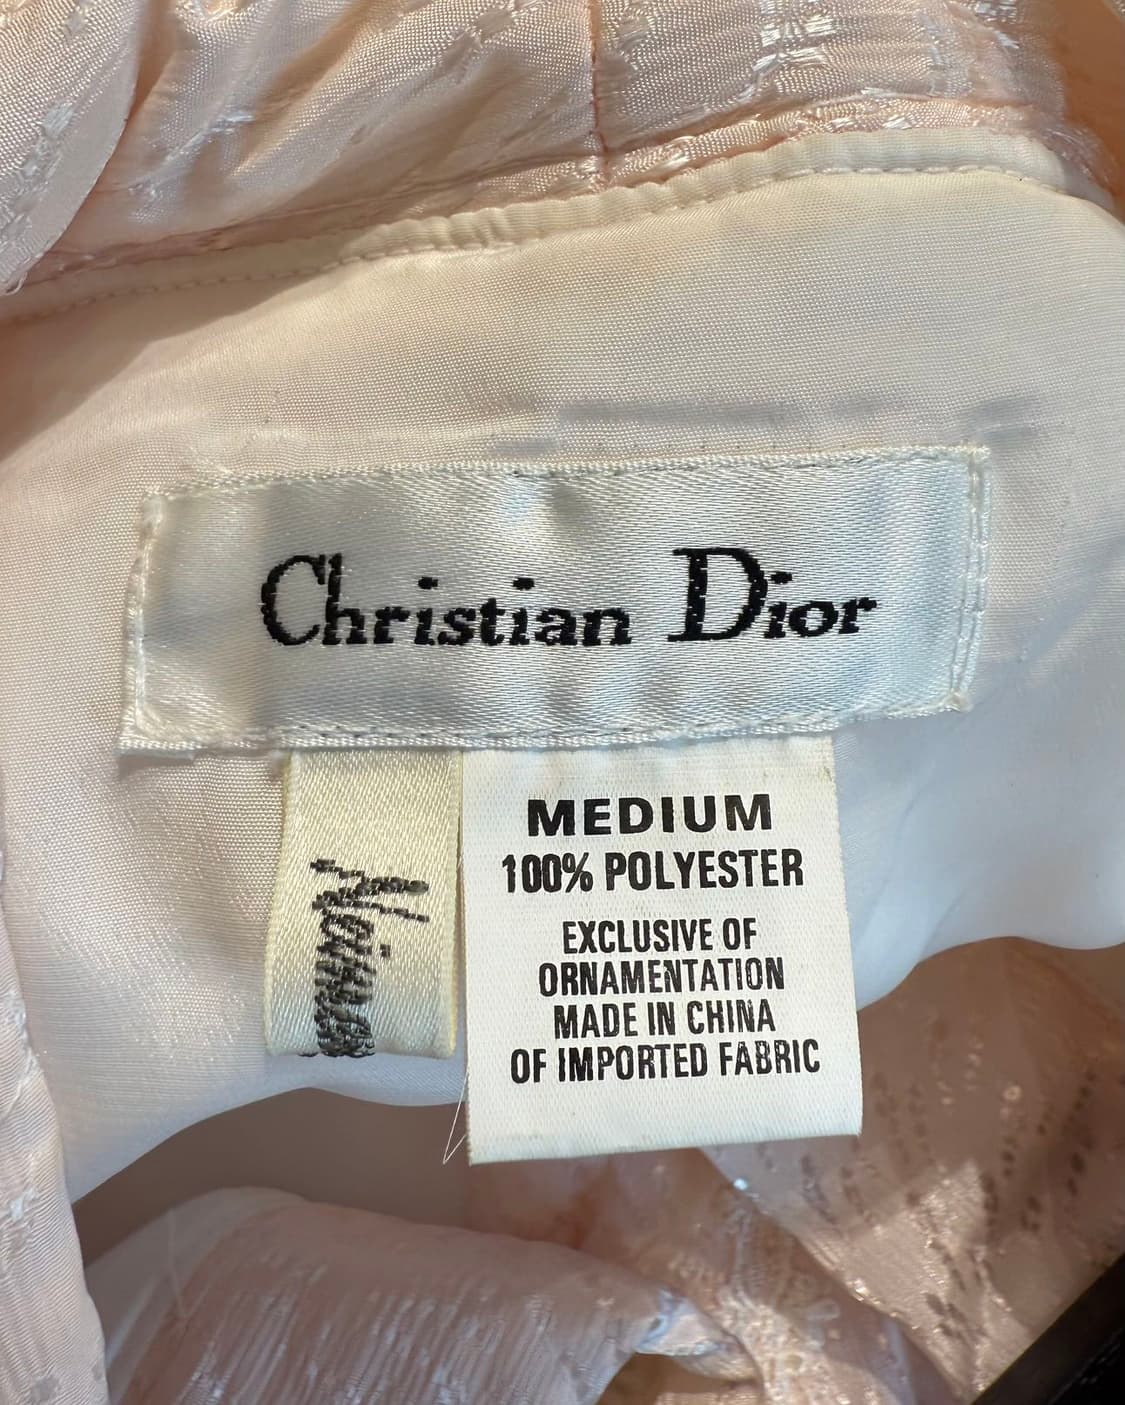 Christian Dior
MEDIUM
100% POLYESTER
EXCLUSIVE OF
ORNAMENTATION
MADE IN CHINA
OF IMPORTED FABRIC